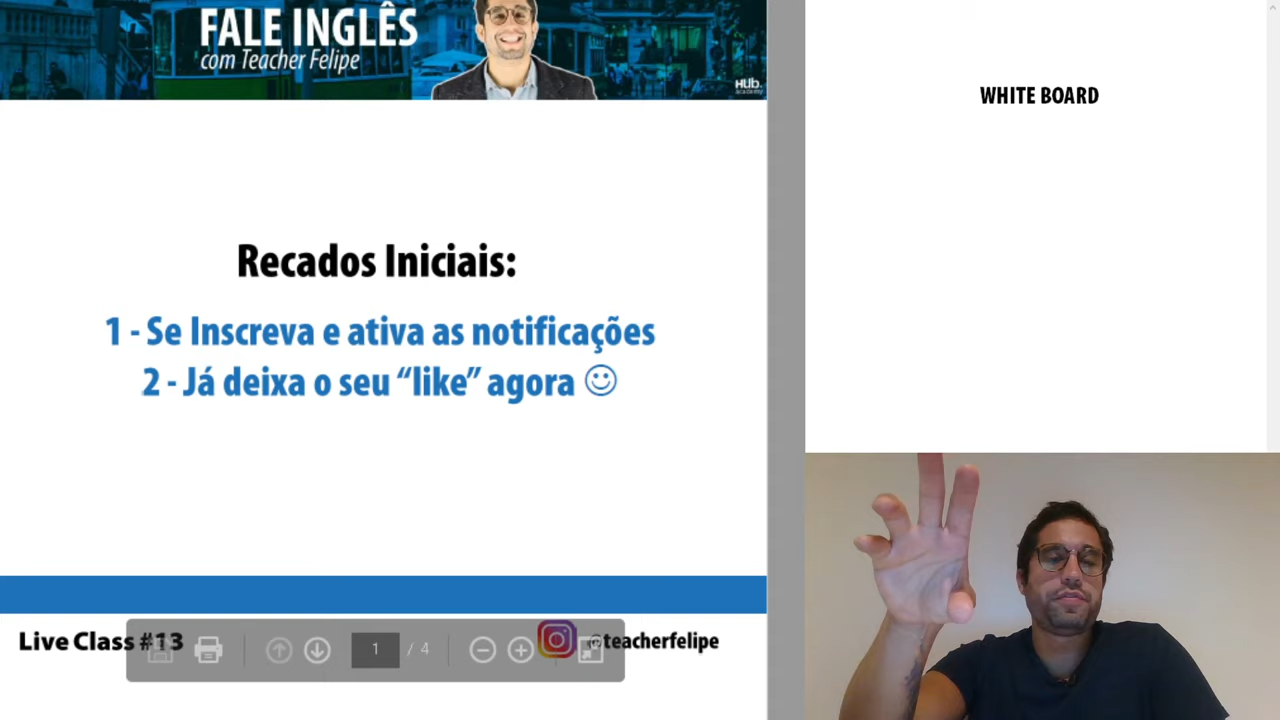 FALE INGLÊS
com Teacher Felipe
HUB
academy
Recados Iniciais:
1 - Se Inscreva e ativa as notificações
2 - Já deixa o seu “like” agora
Live Class #13
1 / 4
@teacherfelipe
WHITE BOARD